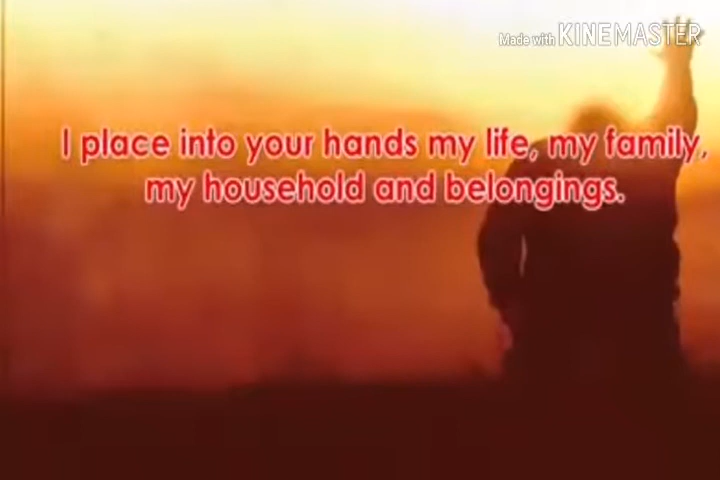 Made with KINEMASTER
I place into your hands my life, my family,
my household and belongings.